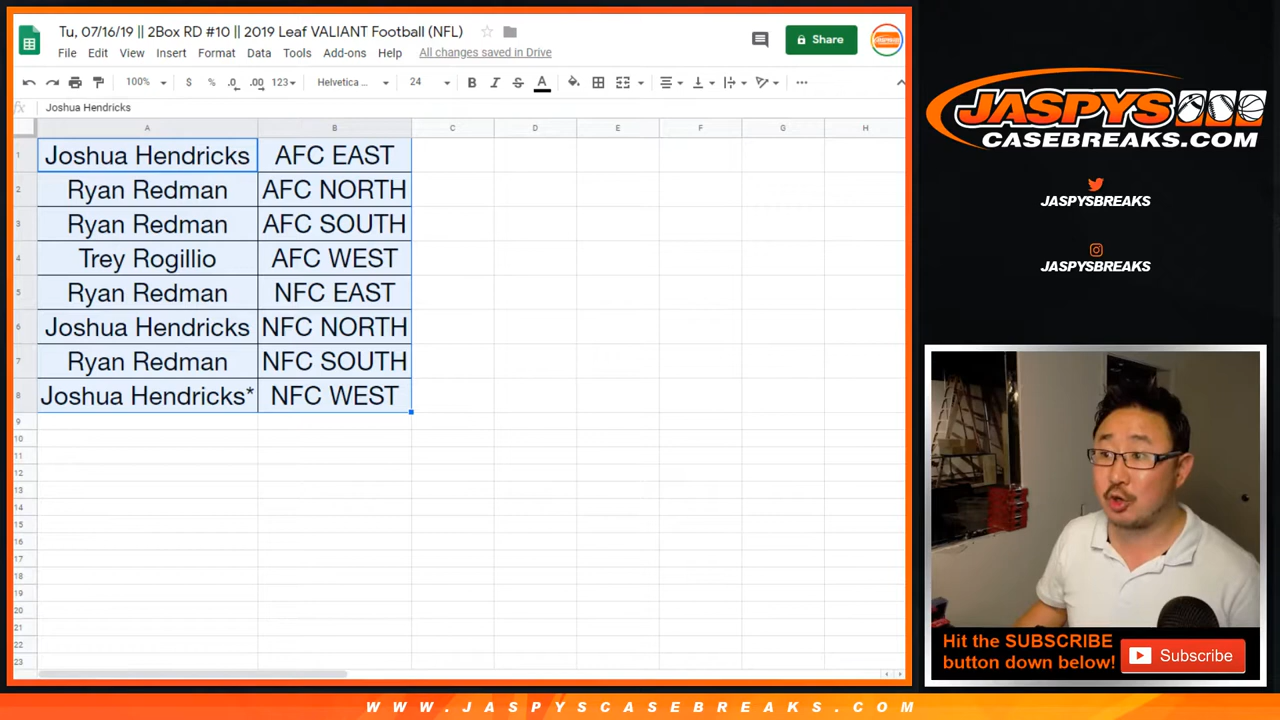 Tu, 07/16/19 || 2Box RD #10 || 2019 Leaf VALIANT Football (NFL)
File Edit View Insert Format Data Tools Add-ons Help All changes saved in Drive
Share
100% $ % .0 .00 123 Helvetica ... 24 B I S A
fx Joshua Hendricks
A B C D E F G H
1 Joshua Hendricks AFC EAST
2 Ryan Redman AFC NORTH
3 Ryan Redman AFC SOUTH
4 Trey Rogillio AFC WEST
5 Ryan Redman NFC EAST
6 Joshua Hendricks NFC NORTH
7 Ryan Redman NFC SOUTH
8 Joshua Hendricks* NFC WEST
9
10
11
12
13
14
15
16
17
18
19
20
21
22
23
JASPYS
CASEBREAKS.COM
JASPYSBREAKS
JASPYSBREAKS
Hit the SUBSCRIBE
button down below!
Subscribe
WWW.JASPYSCASEBREAKS.COM